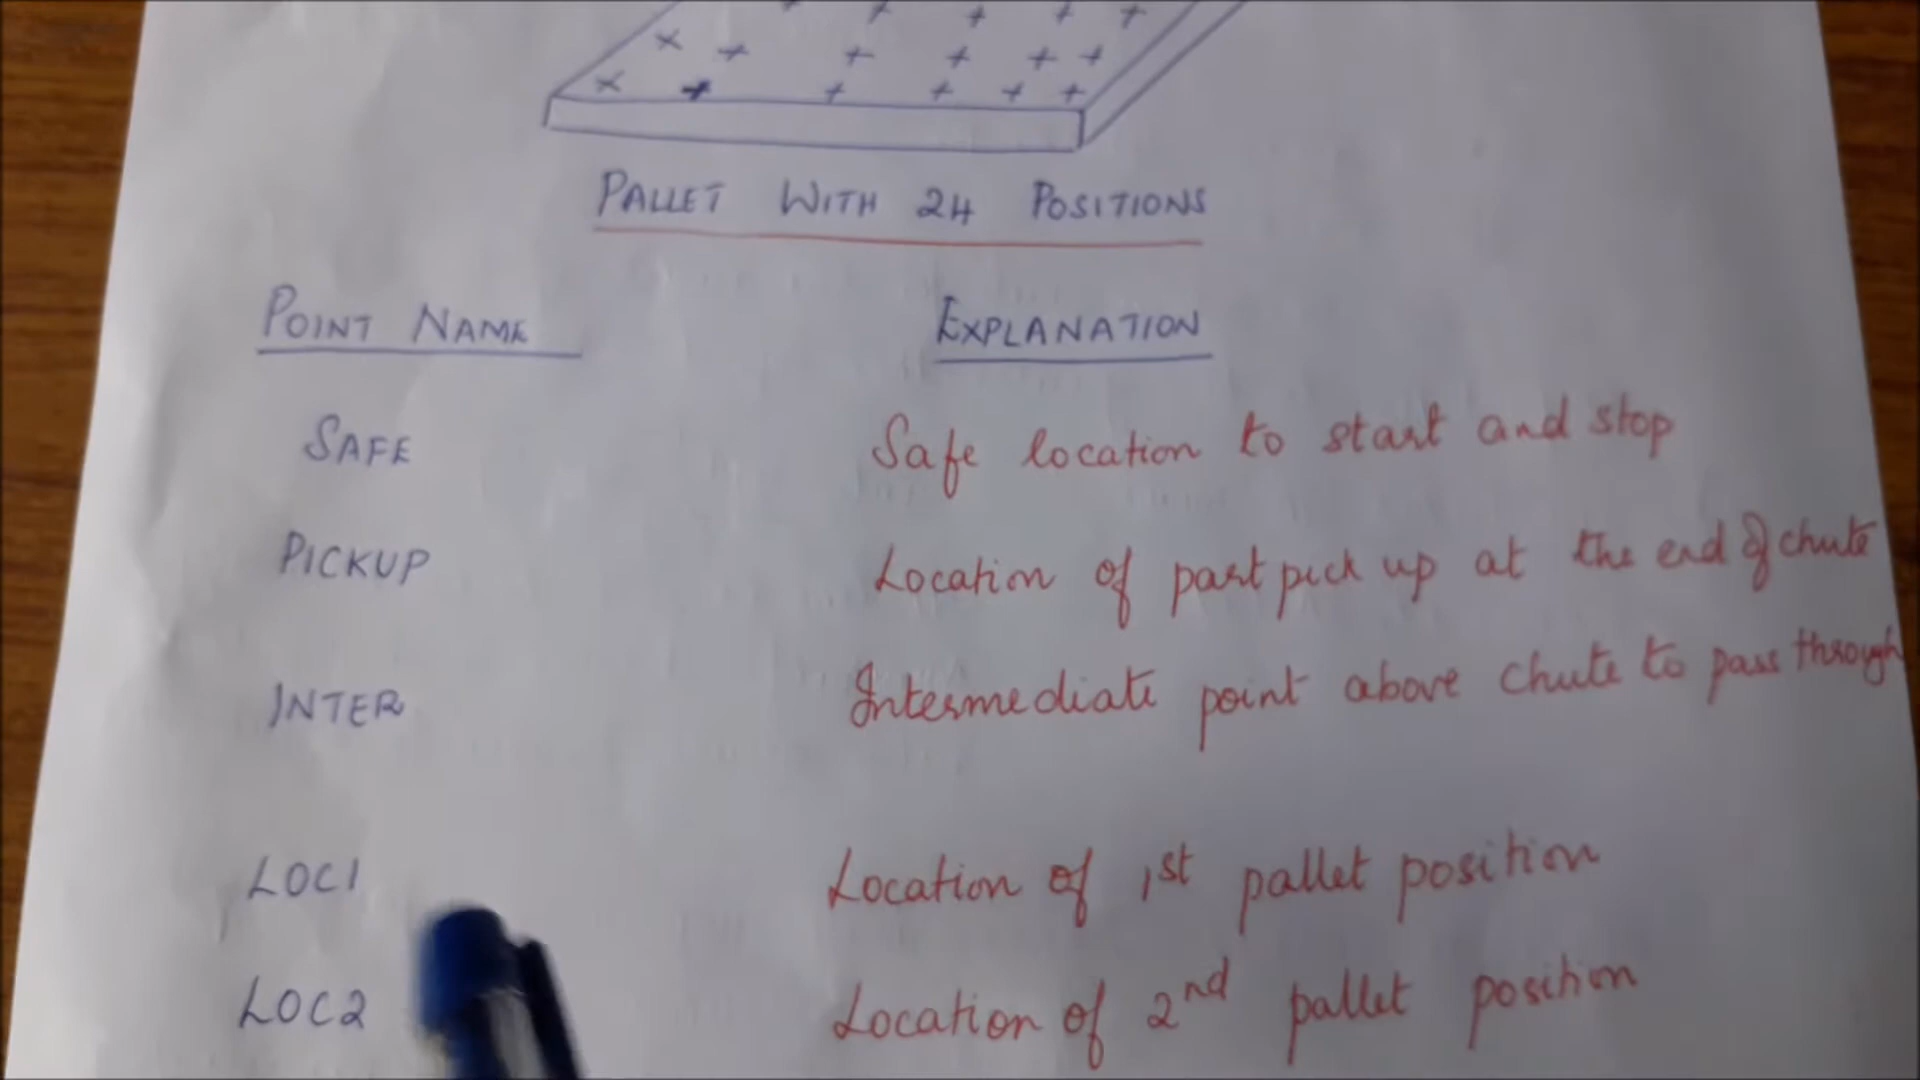 PALLET WITH 24 POSITIONS
POINT NAME EXPLANATION
SAFE Safe location to start and stop
PICKUP Location of part pick up at the end of chute
INTER Intermediate point above chute to pass through
LOC1 Location of 1st pallet position
LOC2 Location of 2nd pallet position